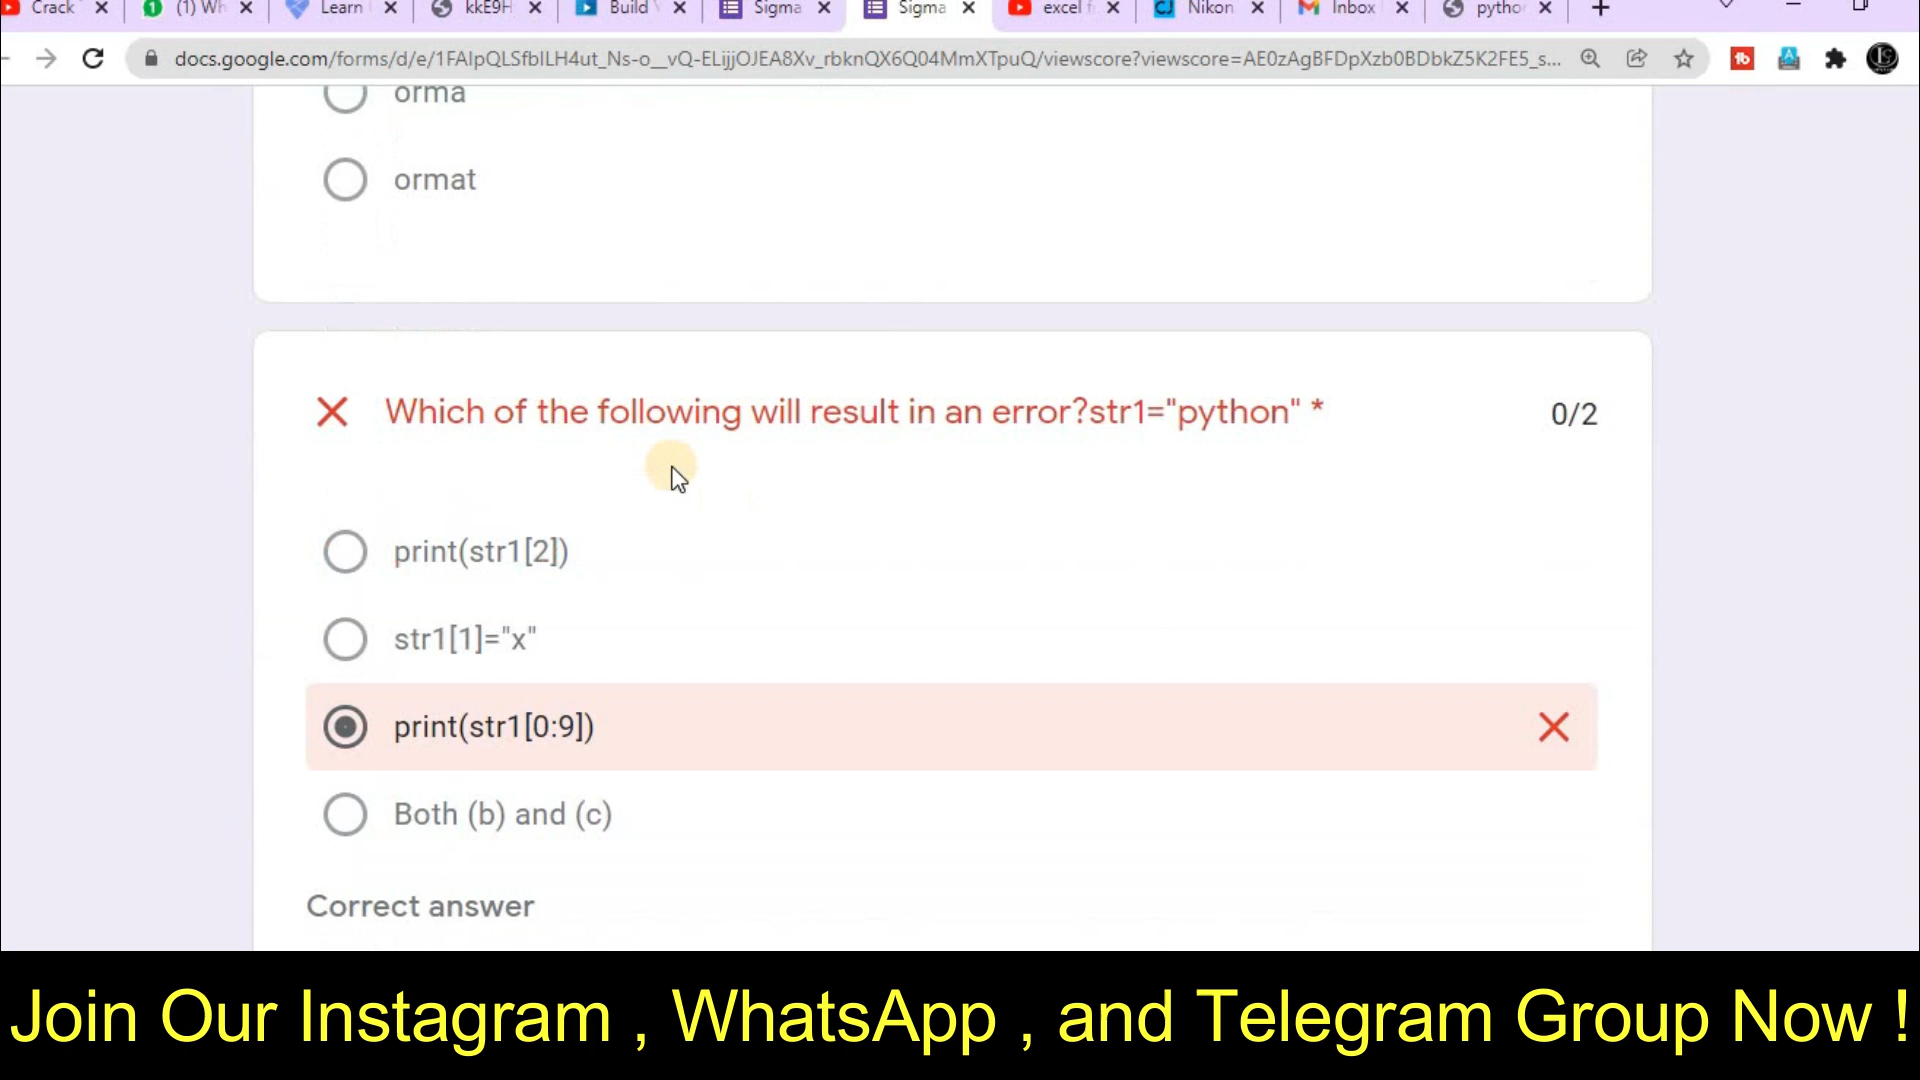 Crack
(1) Wh
Learn
kkE9H
Build
Sigma
Sigma
excel f
Nikon
Inbox
pytho
docs.google.com/forms/d/e/1FAIpQLSfbILH4ut_Ns-o__vQ-ELijjOJEA8Xv_rbknQX6Q04MmXTpuQ/viewscore?viewscore=AE0zAgBFDpXzb0BDbkZ5K2FE5_s...
orma
ormat
Which of the following will result in an error?str1="python" *
0/2
print(str1[2])
str1[1]="x"
print(str1[0:9])
Both (b) and (c)
Correct answer
Join Our Instagram , WhatsApp , and Telegram Group Now !